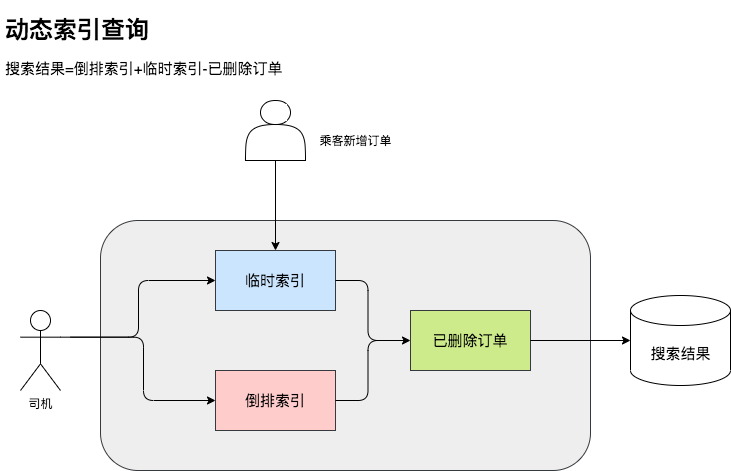 动态索引查询
搜索结果=倒排索引+临时索引-已删除订单
乘客新增订单
临时索引
已删除订单
搜索结果
倒排索引
司机